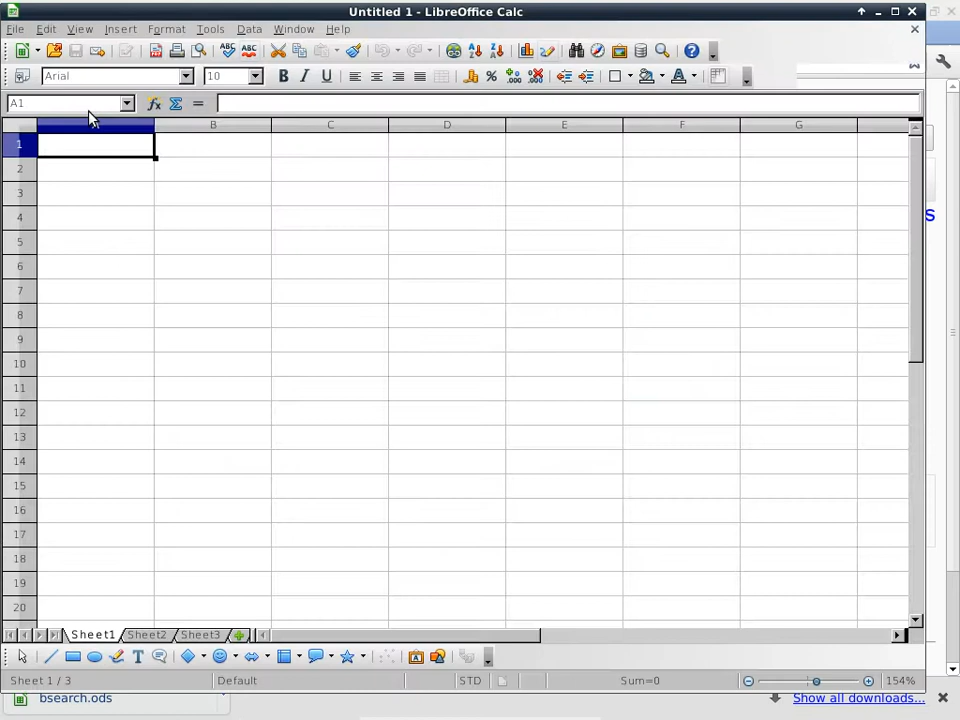 Untitled 1 - LibreOffice Calc
File Edit View Insert Format Tools Data Window Help
Arial 10
A1
A B C D E F G
1
2
3
4
5
6
7
8
9
10
11
12
13
14
15
16
17
18
19
20
Sheet1 Sheet2 Sheet3
Sheet 1 / 3 Default STD Sum=0 154%
bsearch.ods Show all downloads...